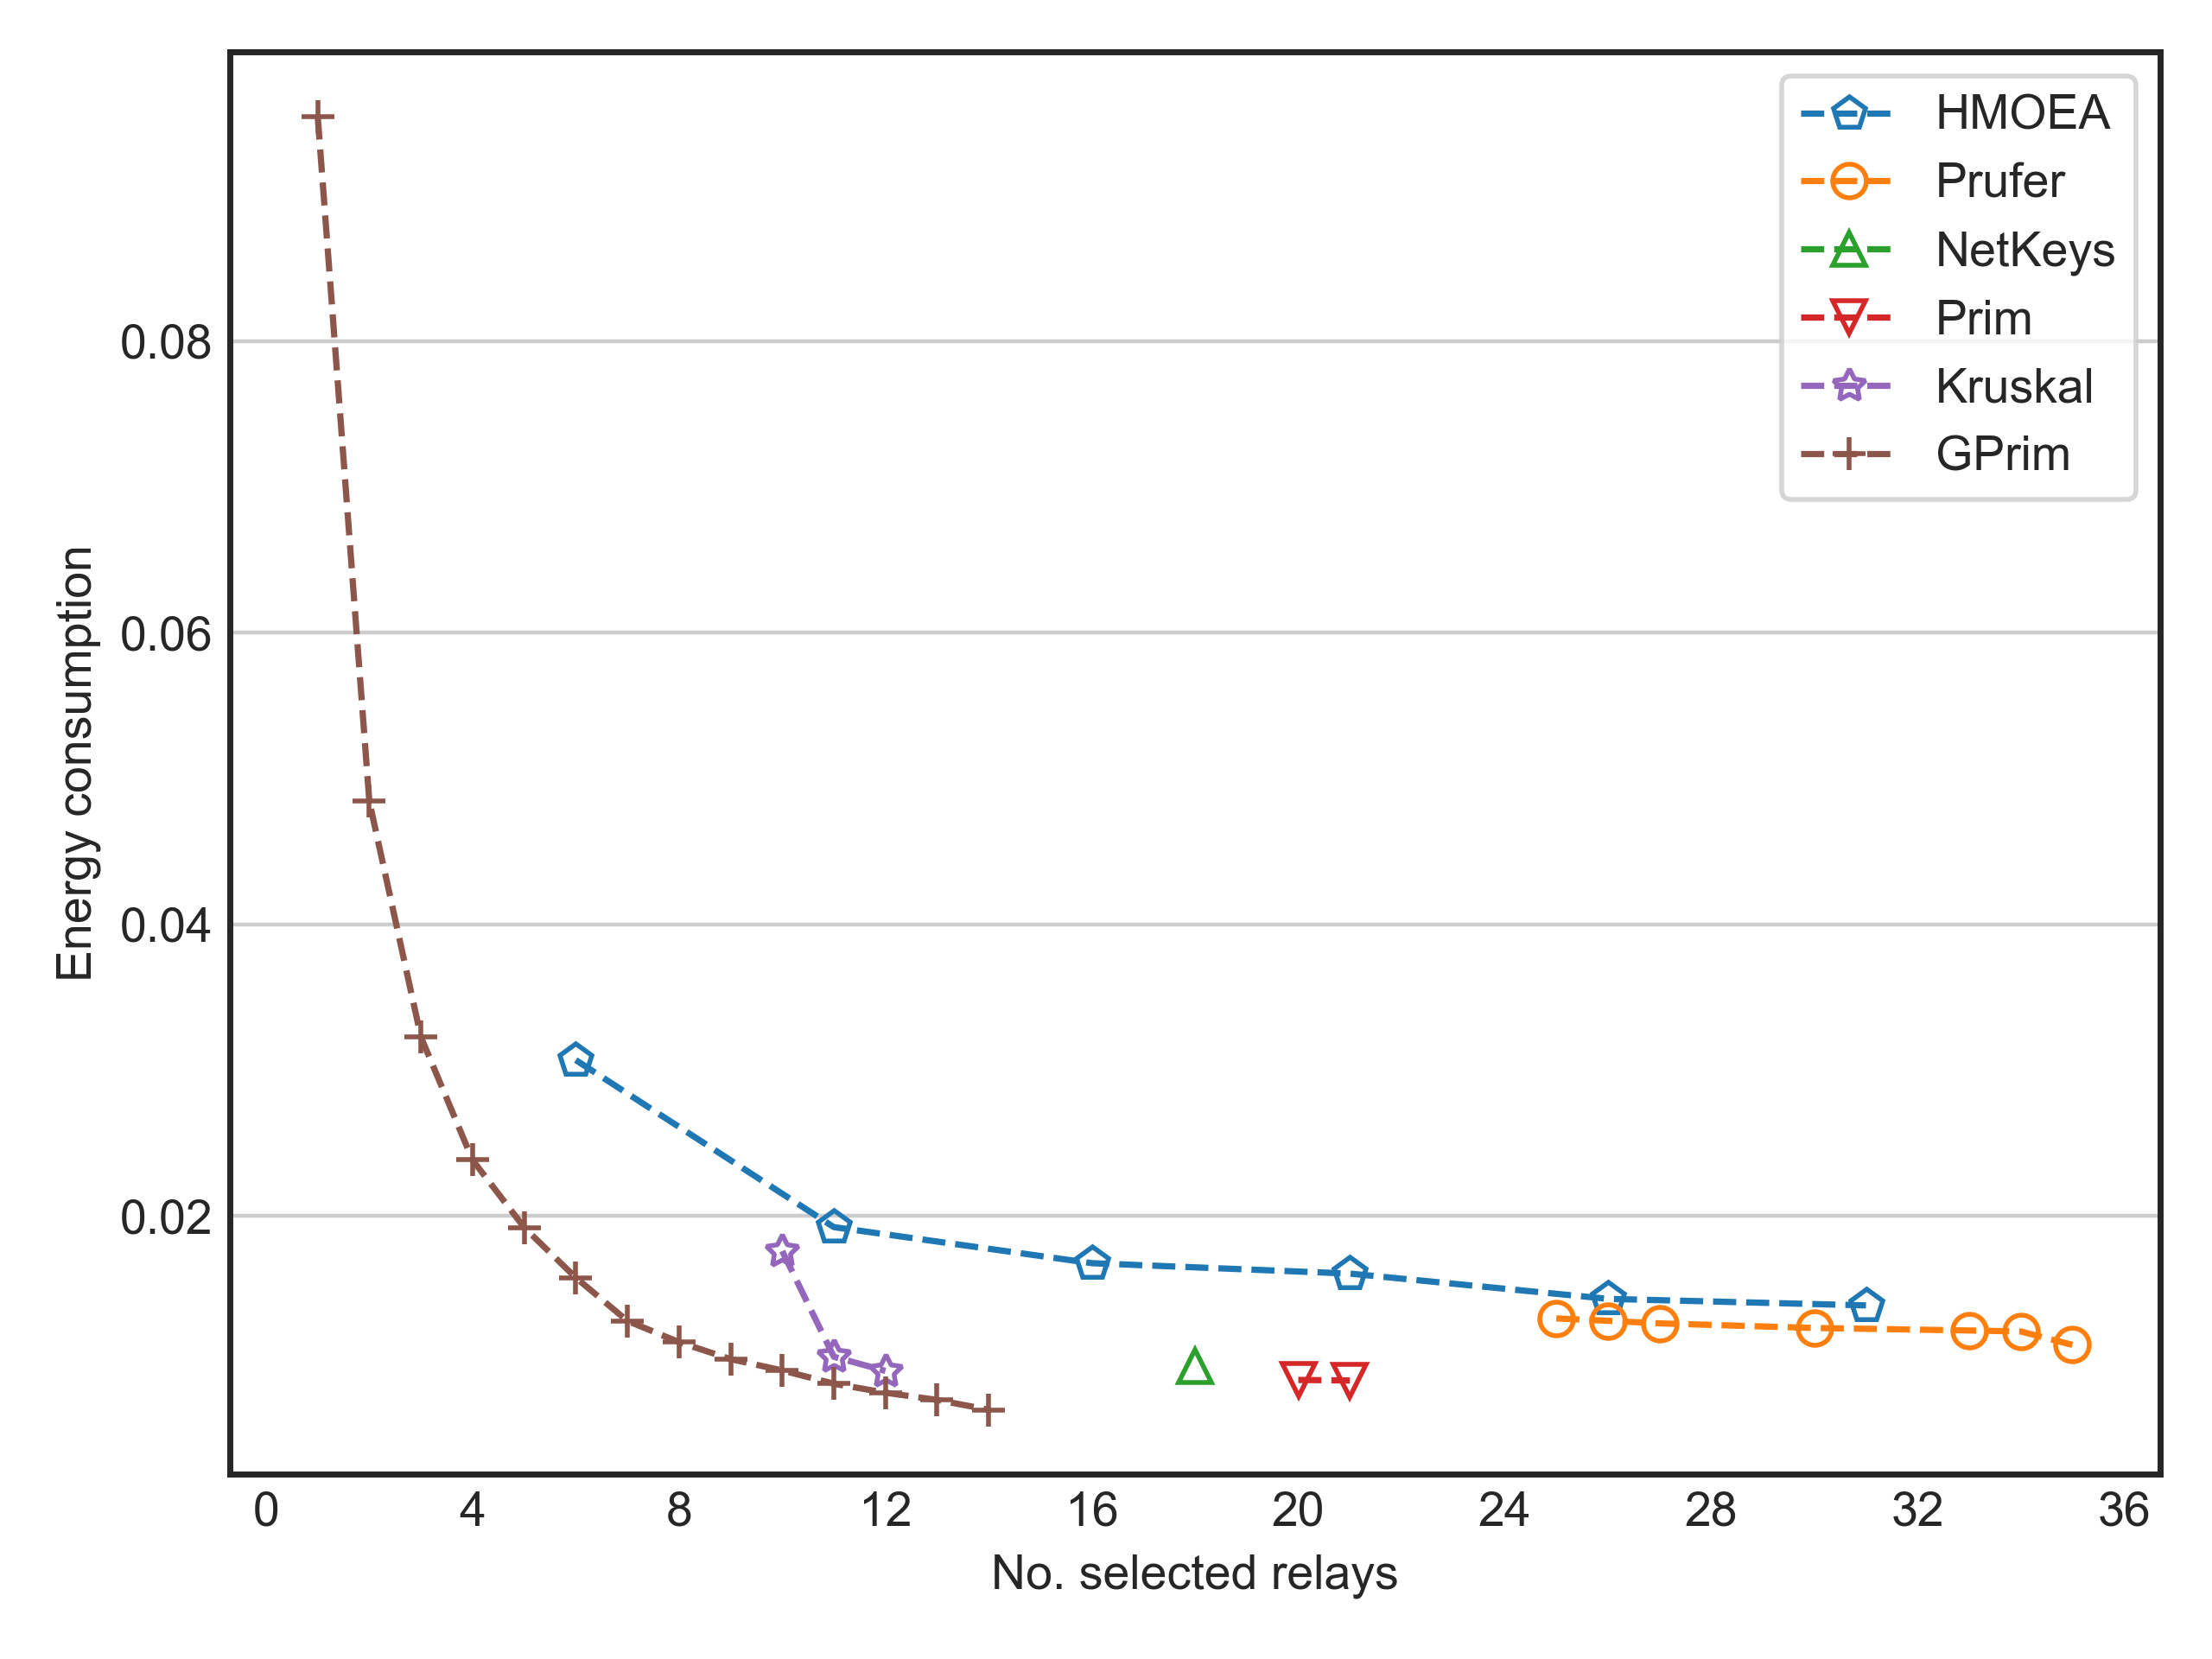 HMOEA
Prufer
NetKeys
Prim
Kruskal
GPrim
Energy consumption
0.08
0.06
0.04
0.02
0 4 8 12 16 20 24 28 32 36
No. selected relays